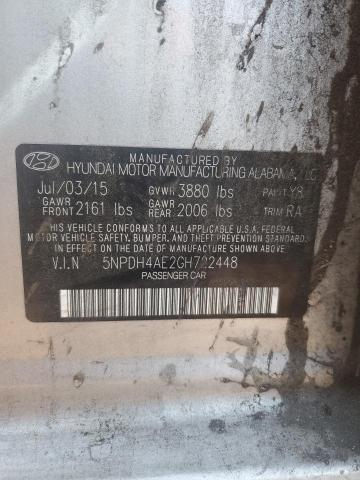 MANUFACTURED BY
HYUNDAI MOTOR MANUFACTURING ALABAMA, LLC
Jul/03/15 GVWR 3880 lbs PAINT Y8
GAWR FRONT 2161 lbs GAWR REAR 2006 lbs TRIM RA
THIS VEHICLE CONFORMS TO ALL APPLICABLE U.S.A. FEDERAL
MOTOR VEHICLE SAFETY, BUMPER, AND THEFT PREVENTION
STANDARDS IN EFFECT ON THE DATE OF MANUFACTURE SHOWN ABOVE.
V.I.N 
PASSENGER CAR